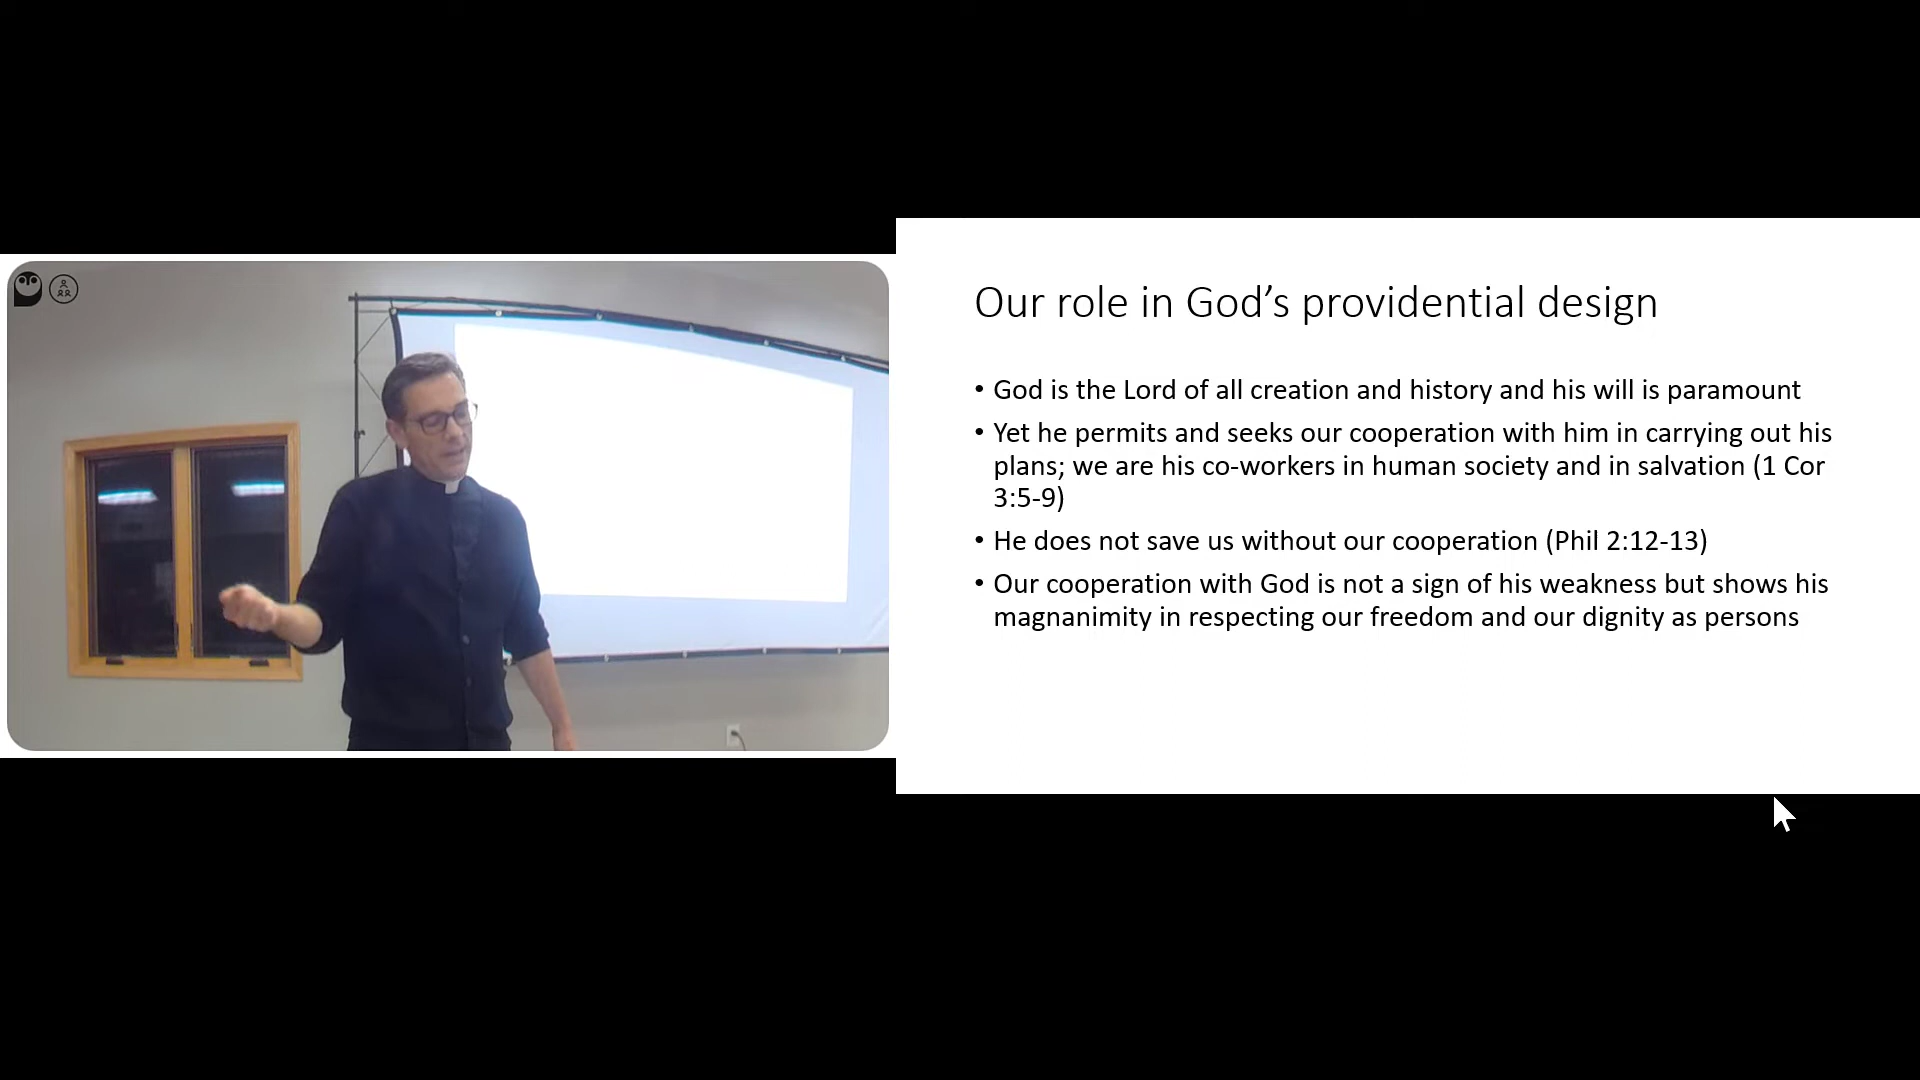 Our role in God’s providential design
• God is the Lord of all creation and history and his will is paramount
• Yet he permits and seeks our cooperation with him in carrying out his
plans; we are his co-workers in human society and in salvation (1 Cor
3:5-9)
• He does not save us without our cooperation (Phil 2:12-13)
• Our cooperation with God is not a sign of his weakness but shows his
magnanimity in respecting our freedom and our dignity as persons